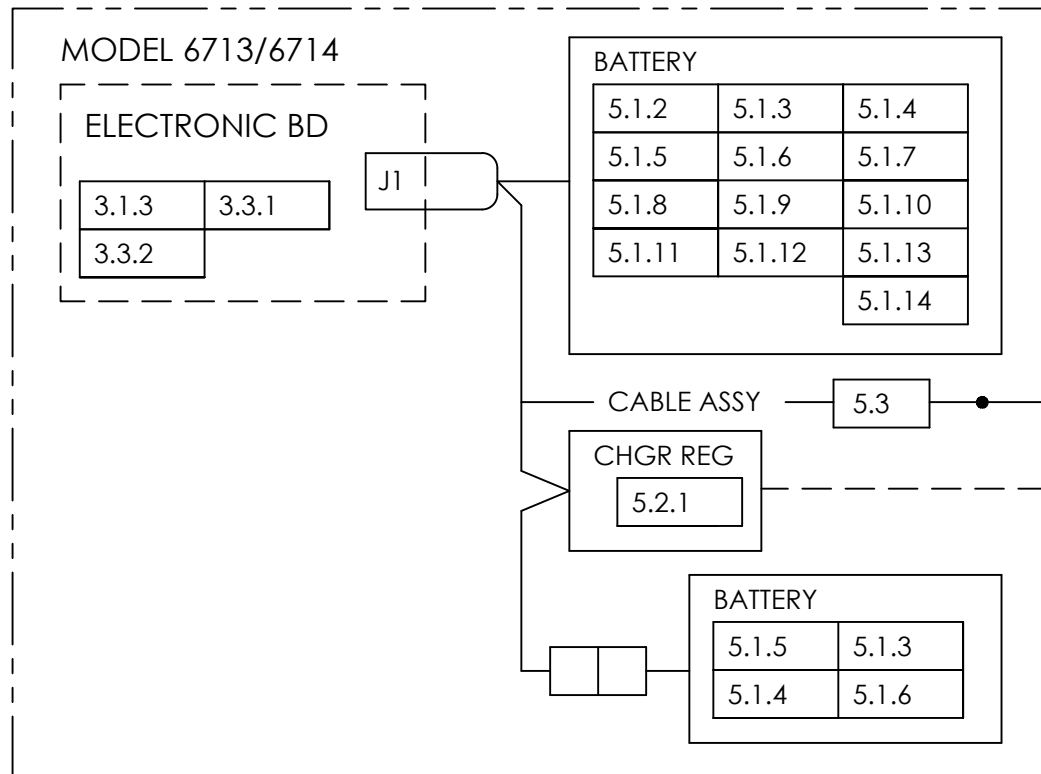 MODEL 6713/6714
ELECTRONIC BD
3.1.3 3.3.1
3.3.2
J1
BATTERY
5.1.2 5.1.3 5.1.4
5.1.5 5.1.6 5.1.7
5.1.8 5.1.9 5.1.10
5.1.11 5.1.12 5.1.13
5.1.14
CABLE ASSY 5.3
CHGR REG
5.2.1
BATTERY
5.1.5 5.1.3
5.1.4 5.1.6